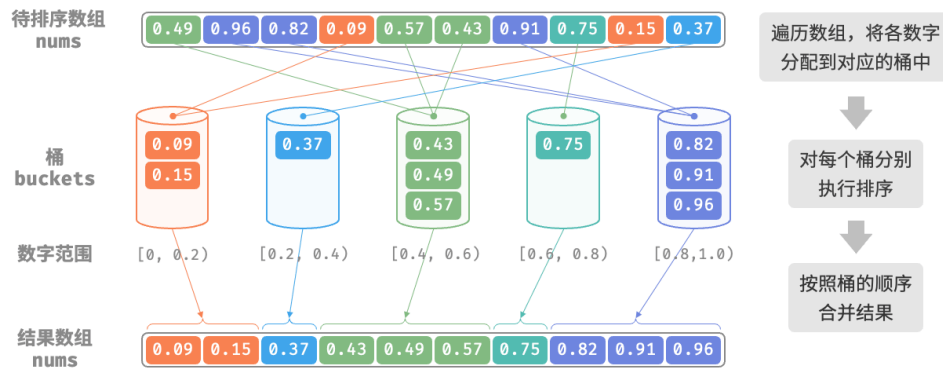 待排序数组
nums
0.49 0.96 0.82 0.09 0.57 0.43 0.91 0.75 0.15 0.37
遍历数组，将各数字
分配到对应的桶中
桶
buckets
0.09 0.37 0.43 0.75 0.82
0.15 0.49 0.91
0.57 0.96
对每个桶分别
执行排序
数字范围
[0, 0.2) [0.2, 0.4) [0.4, 0.6) [0.6, 0.8) [0.8,1.0)
按照桶的顺序
合并结果
结果数组
nums
0.09 0.15 0.37 0.43 0.49 0.57 0.75 0.82 0.91 0.96